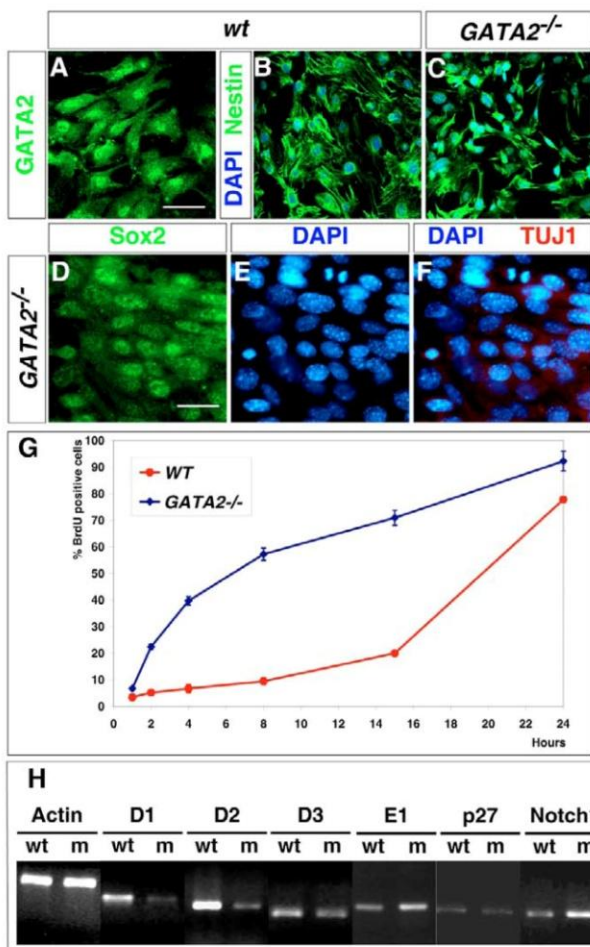 wt GATA2-/-
GATA2
A
DAPI Nestin
B
C
Sox2 DAPI DAPI TUJ1
GATA2-/-
D
E
F
G
% BrdU positive cells
100
90
80
70
60
50
40
30
20
10
0
WT
GATA2-/-
0 2 4 6 8 10 12 14 16 18 20 22 24
Hours
H
Actin D1 D2 D3 E1 p27 Notch1
wt m wt m wt m wt m wt m wt m wt m